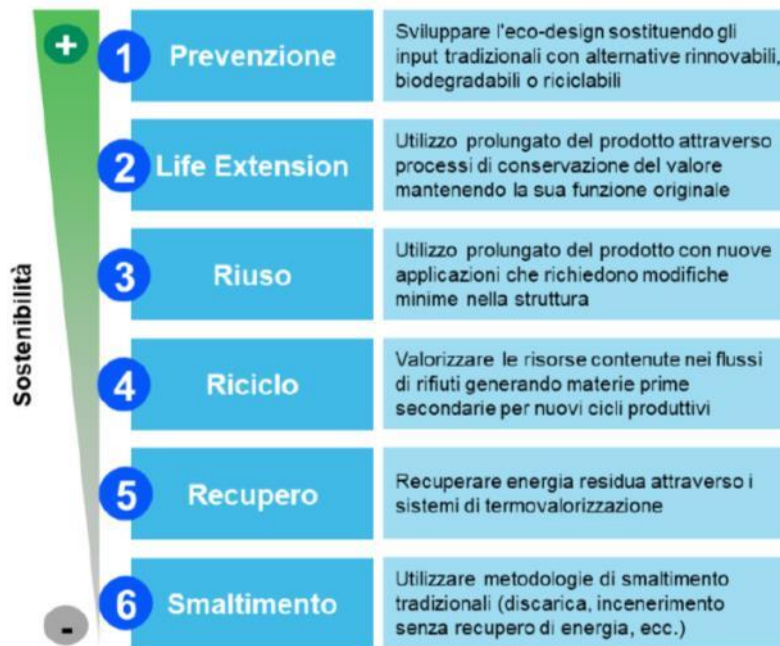 +
1
Prevenzione
Sviluppare l'eco-design sostituendo gli
input tradizionali con alternative rinnovabili,
biodegradabili o riciclabili
2
Life Extension
Utilizzo prolungato del prodotto attraverso
processi di conservazione del valore
mantenendo la sua funzione originale
3
Riuso
Utilizzo prolungato del prodotto con nuove
applicazioni che richiedono modifiche
minime nella struttura
4
Riciclo
Valorizzare le risorse contenute nei flussi
di rifiuti generando materie prime
secondarie per nuovi cicli produttivi
5
Recupero
Recuperare energia residua attraverso i
sistemi di termovalorizzazione
6
Smaltimento
Utilizzare metodologie di smaltimento
tradizionali (discarica, incenerimento
senza recupero di energia, ecc.)
-
Sostenibilità